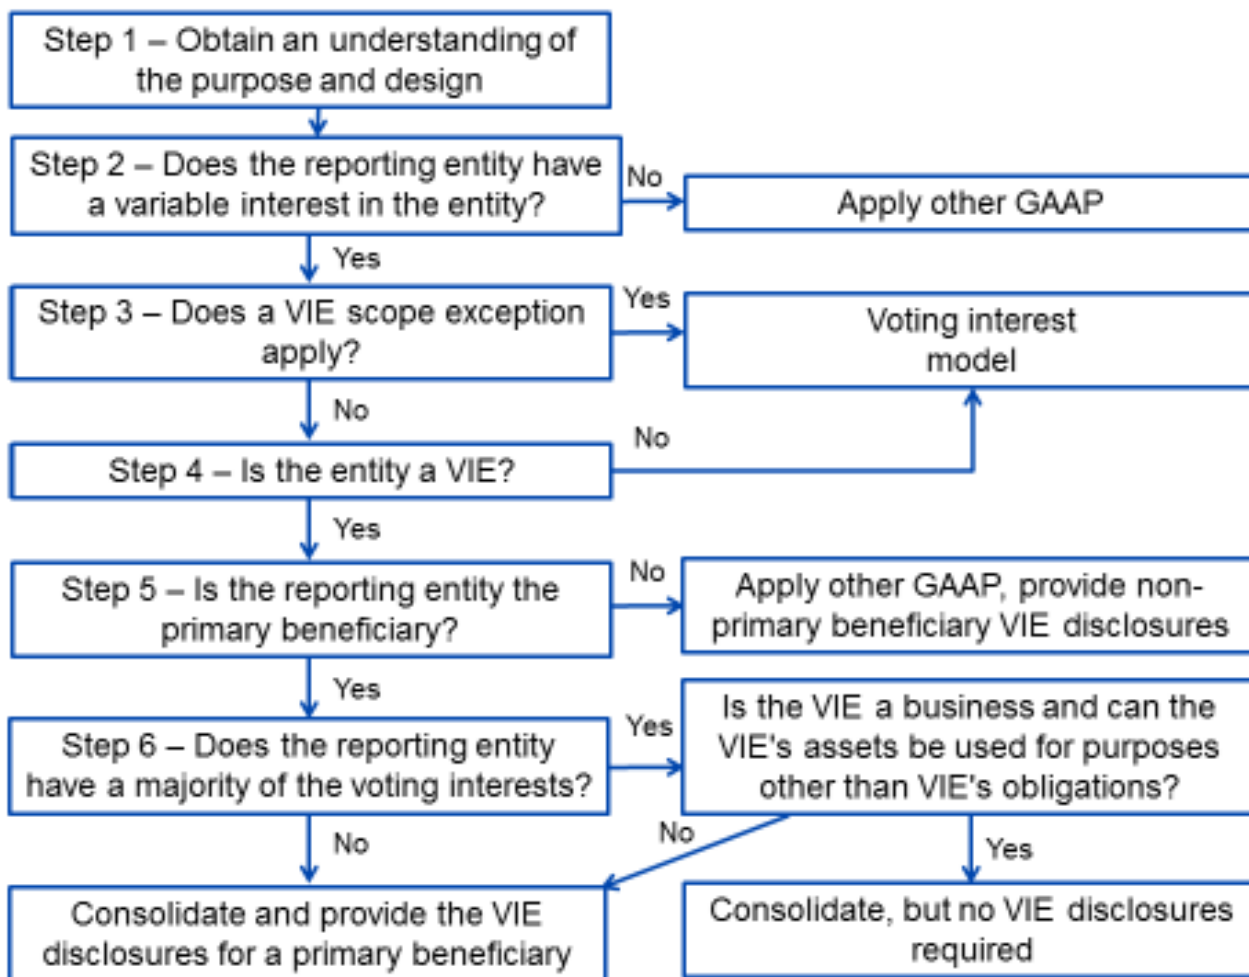 Step 1 – Obtain an understanding of
the purpose and design
Step 2 – Does the reporting entity have
a variable interest in the entity?
No
Apply other GAAP
Yes
Step 3 – Does a VIE scope exception
apply?
Yes
Voting interest
model
No
Step 4 – Is the entity a VIE?
No
Yes
Step 5 – Is the reporting entity the
primary beneficiary?
No
Apply other GAAP, provide non-
primary beneficiary VIE disclosures
Yes
Step 6 – Does the reporting entity
have a majority of the voting interests?
Yes
Is the VIE a business and can the
VIE's assets be used for purposes
other than VIE's obligations?
No
No
Yes
Consolidate and provide the VIE
disclosures for a primary beneficiary
Consolidate, but no VIE disclosures
required